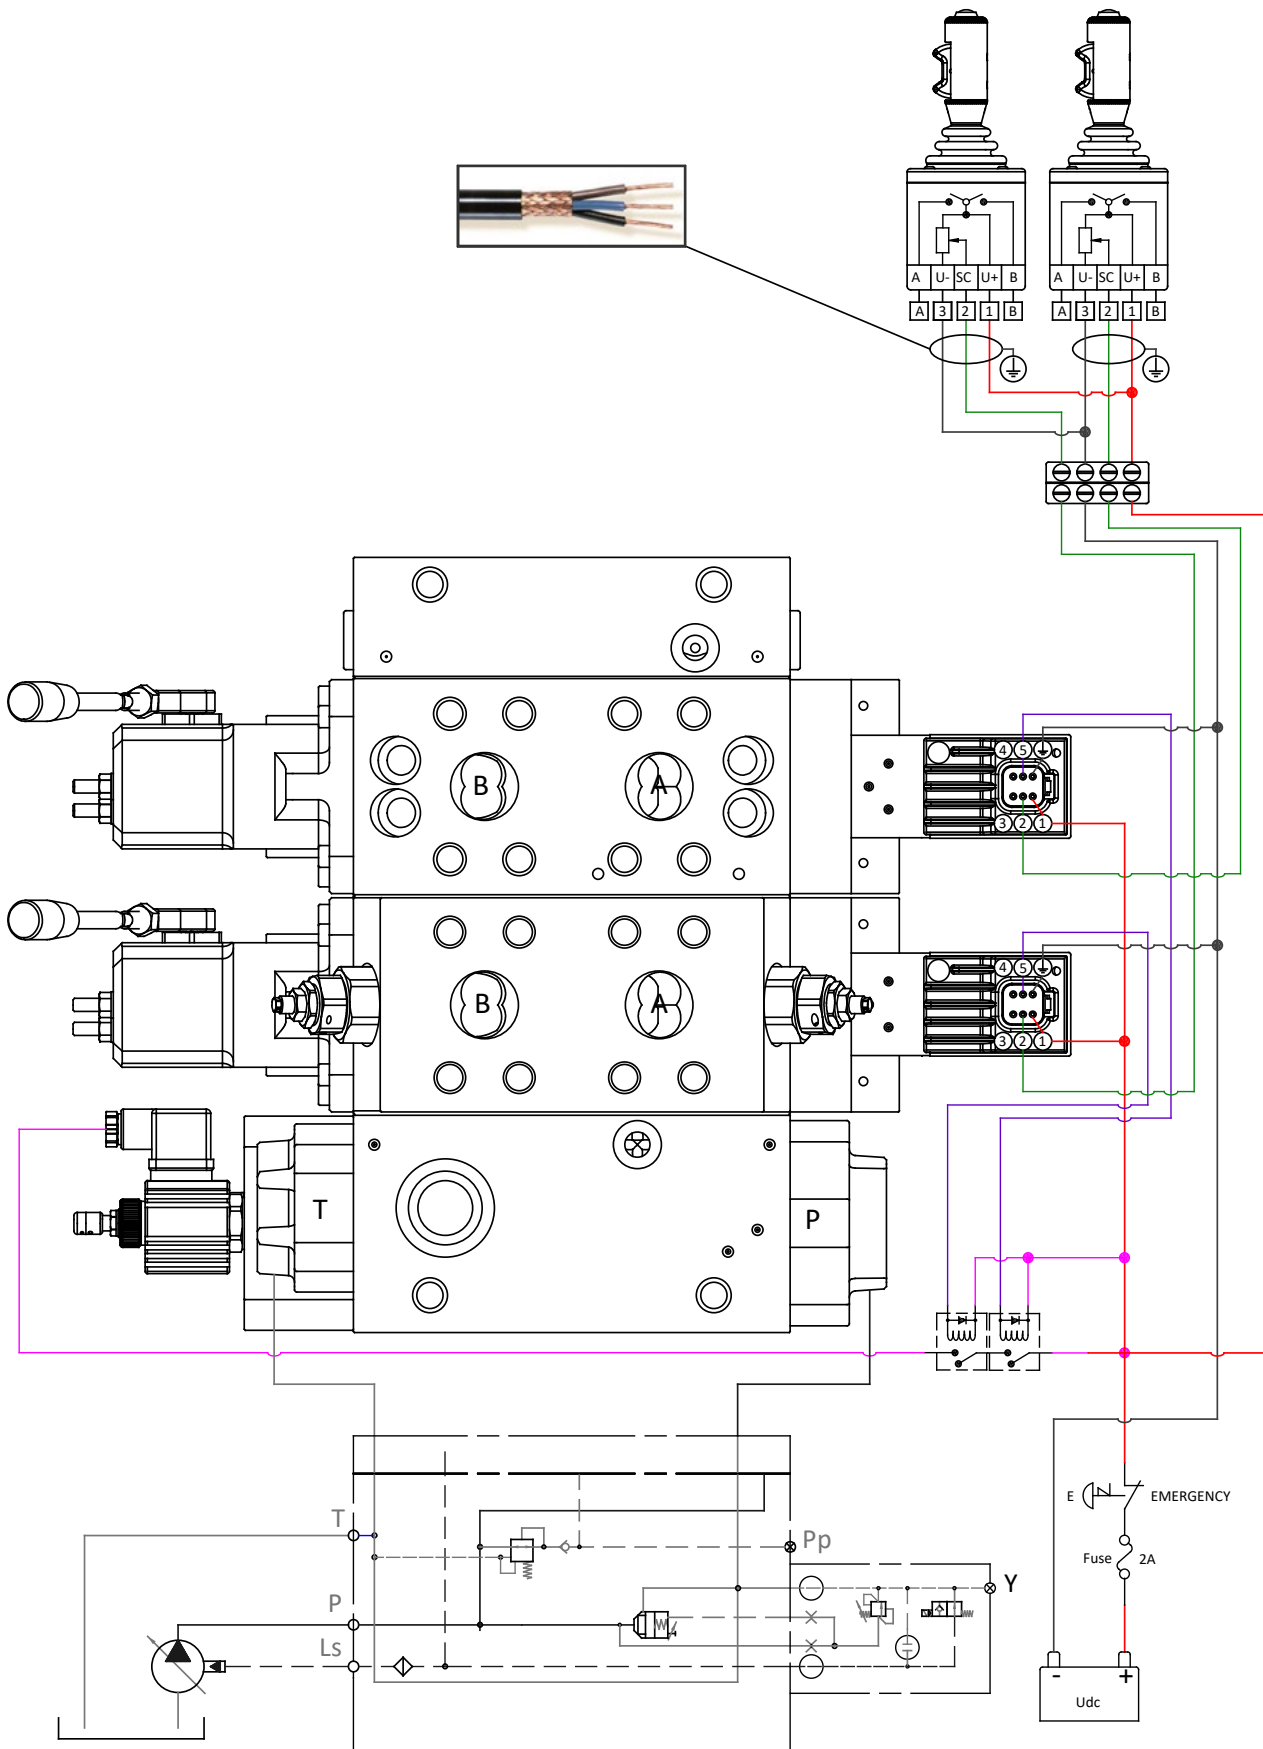 A U- SC U+ B
A U- SC U+ B
A 3 2 1 B
A 3 2 1 B
4 5
B A
3 2 1
4 5
B A
3 2 1
T
P
E EMERGENCY
T
Pp
Fuse 2A
Y
P
Ls
- +
Udc